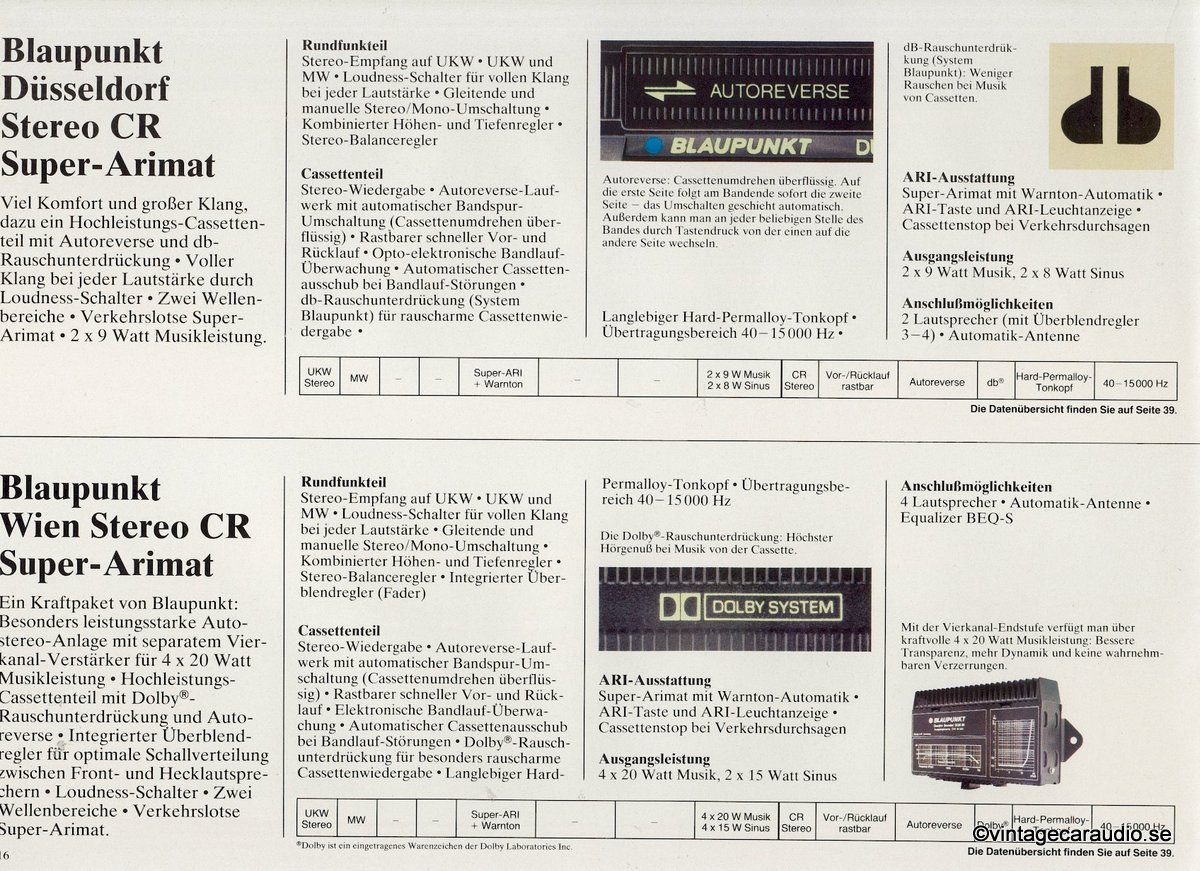 Blaupunkt
Düsseldorf
Stereo CR
Super-Arimat
Viel Komfort und großer Klang,
dazu ein Hochleistungs-Cassetten-
teil mit Autoreverse und db-
Rauschunterdrückung • Voller
Klang bei jeder Lautstärke durch
Loudness-Schalter • Zwei Wellen-
bereiche • Verkehrslotse Super-
Arimat • 2 x 9 Watt Musikleistung.
Rundfunkteil
Stereo-Empfang auf UKW • UKW und
MW • Loudness-Schalter für vollen Klang
bei jeder Lautstärke • Gleitende und
manuelle Stereo/Mono-Umschaltung •
Kombinierter Höhen- und Tiefenregler •
Stereo-Balanceregler
Cassettenteil
Stereo-Wiedergabe • Autoreverse-Lauf-
werk mit automatischer Bandspur-
Umschaltung (Cassettenumdrehen über-
flüssig) • Rastbarer schneller Vor- und
Rücklauf • Opto-elektronische Bandlauf-
Überwachung • Automatischer Cassetten-
ausschub bei Bandlauf-Störungen •
db-Rauschunterdrückung (System
Blaupunkt) für rauscharme Cassettenwie-
dergabe •
AUTOREVERSE
BLAUPUNKT DÜ
Autoreverse: Cassettenumdrehen überflüssig. Auf
die erste Seite folgt am Bandende sofort die zweite
Seite – das Umschalten geschieht automatisch.
Außerdem kann man an jeder beliebigen Stelle des
Bandes durch Tastendruck von der einen auf die
andere Seite wechseln.
Langlebiger Hard-Permalloy-Tonkopf •
Übertragungsbereich 40–15000 Hz •
dB-Rauschunterdrük-
kung (System
Blaupunkt): Weniger
Rauschen bei Musik
von Cassetten.
ARI-Ausstattung
Super-Arimat mit Warnton-Automatik •
ARI-Taste und ARI-Leuchtanzeige •
Cassettenstop bei Verkehrsdurchsagen
Ausgangsleistung
2 x 9 Watt Musik, 2 x 8 Watt Sinus
Anschlußmöglichkeiten
2 Lautsprecher (mit Überblendregler
3–4) • Automatik-Antenne
UKW Stereo MW – – Super-ARI + Warnton – – 2 x 9 W Musik 2 x 8 W Sinus CR Stereo Vor-/Rücklauf rastbar Autoreverse db® Hard-Permalloy-Tonkopf 40–15000 Hz
Die Datenübersicht finden Sie auf Seite 39.
Blaupunkt
Wien Stereo CR
Super-Arimat
Ein Kraftpaket von Blaupunkt:
Besonders leistungsstarke Auto-
stereo-Anlage mit separatem Vier-
kanal-Verstärker für 4 x 20 Watt
Musikleistung • Hochleistungs-
Cassettenteil mit Dolby®-
Rauschunterdrückung und Auto-
reverse • Integrierter Überblend-
regler für optimale Schallverteilung
zwischen Front- und Hecklautspre-
chern • Loudness-Schalter • Zwei
Wellenbereiche • Verkehrslotse
Super-Arimat.
16
Rundfunkteil
Stereo-Empfang auf UKW • UKW und
MW • Loudness-Schalter für vollen Klang
bei jeder Lautstärke • Gleitende und
manuelle Stereo/Mono-Umschaltung •
Kombinierter Höhen- und Tiefenregler •
Stereo-Balanceregler • Integrierter Über-
blendregler (Fader)
Cassettenteil
Stereo-Wiedergabe • Autoreverse-Lauf-
werk mit automatischer Bandspur-Um-
schaltung (Cassettenumdrehen überflüs-
sig) • Rastbarer schneller Vor- und Rück-
lauf • Elektronische Bandlauf-Überwa-
chung • Automatischer Cassettenausschub
bei Bandlauf-Störungen • Dolby®-Rausch-
unterdrückung für besonders rauscharme
Cassettenwiedergabe • Langlebiger Hard-
Permalloy-Tonkopf • Übertragungsbe-
reich 40–15000 Hz
Die Dolby®-Rauschunterdrückung: Höchster
Hörgenuß bei Musik von der Cassette.
DOLBY SYSTEM
ARI-Ausstattung
Super-Arimat mit Warnton-Automatik •
ARI-Taste und ARI-Leuchtanzeige •
Cassettenstop bei Verkehrsdurchsagen
Ausgangsleistung
4 x 20 Watt Musik, 2 x 15 Watt Sinus
Anschlußmöglichkeiten
4 Lautsprecher • Automatik-Antenne •
Equalizer BEQ-S
Mit der Vierkanal-Endstufe verfügt man über
kraftvolle 4 x 20 Watt Musikleistung: Bessere
Transparenz, mehr Dynamik und keine wahrnehm-
baren Verzerrungen.
BLAUPUNKT
UKW Stereo MW – – Super-ARI + Warnton – – 4 x 20 W Musik 4 x 15 W Sinus CR Stereo Vor-/Rücklauf rastbar Autoreverse Dolby® Hard-Permalloy-Tonkopf 40–15000 Hz
©vintagecaraudio.se
®Dolby ist ein eingetragenes Warenzeichen der Dolby Laboratories Inc.
Die Datenübersicht finden Sie auf Seite 39.